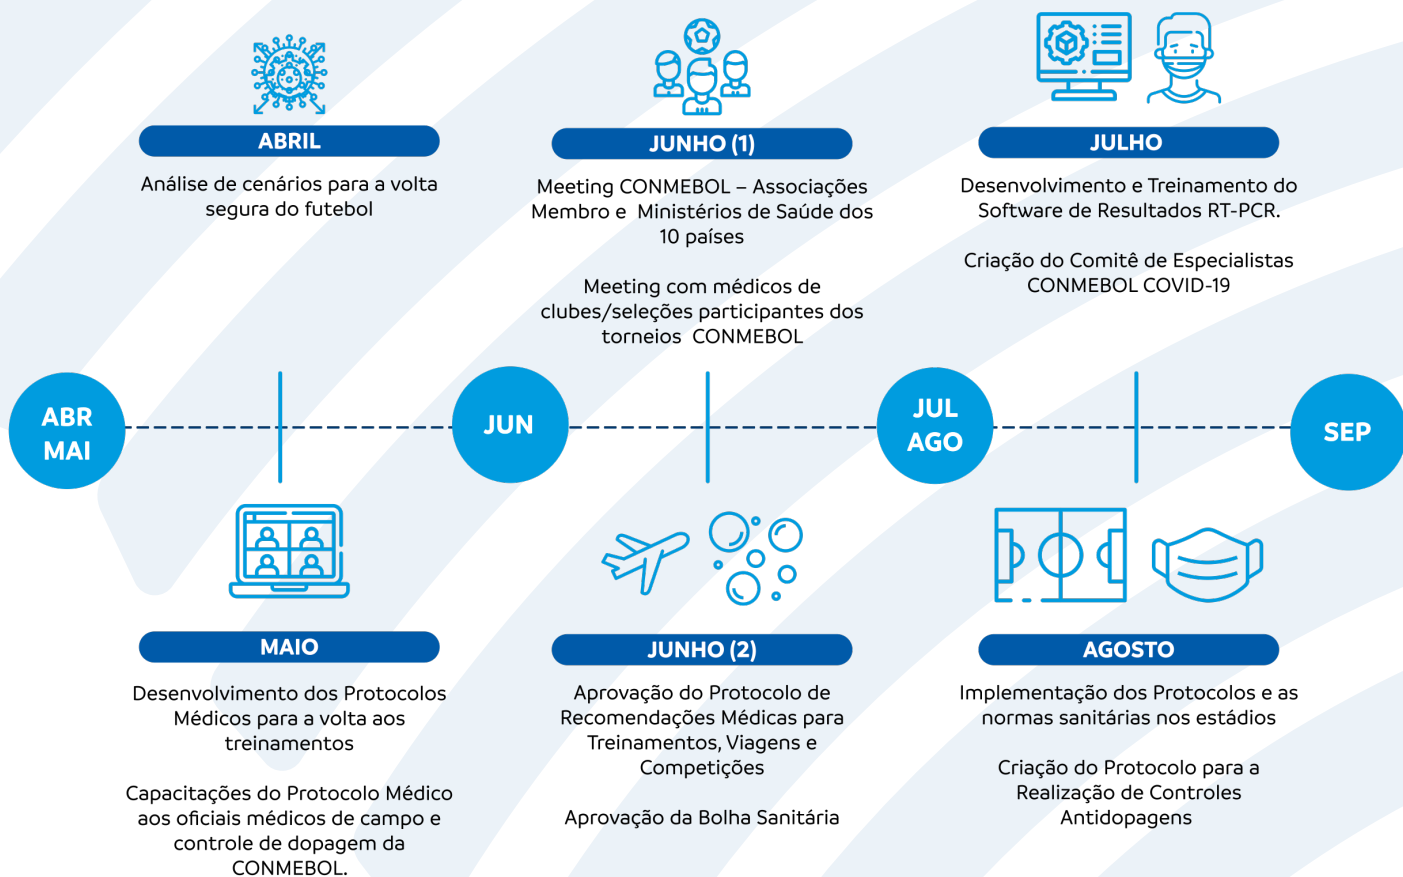 ABRIL
Análise de cenários para a volta
segura do futebol
JUNHO (1)
Meeting CONMEBOL – Associações
Membro e Ministérios de Saúde dos
10 países
Meeting com médicos de
clubes/seleções participantes dos
torneios CONMEBOL
JULHO
Desenvolvimento e Treinamento do
Software de Resultados RT-PCR.
Criação do Comitê de Especialistas
CONMEBOL COVID-19
ABR
MAI
JUN
JUL
AGO
SEP
MAIO
Desenvolvimento dos Protocolos
Médicos para a volta aos
treinamentos
Capacitações do Protocolo Médico
aos oficiais médicos de campo e
controle de dopagem da
CONMEBOL.
JUNHO (2)
Aprovação do Protocolo de
Recomendações Médicas para
Treinamentos, Viagens e
Competições
Aprovação da Bolha Sanitária
AGOSTO
Implementação dos Protocolos e as
normas sanitárias nos estádios
Criação do Protocolo para a
Realização de Controles
Antidopagens